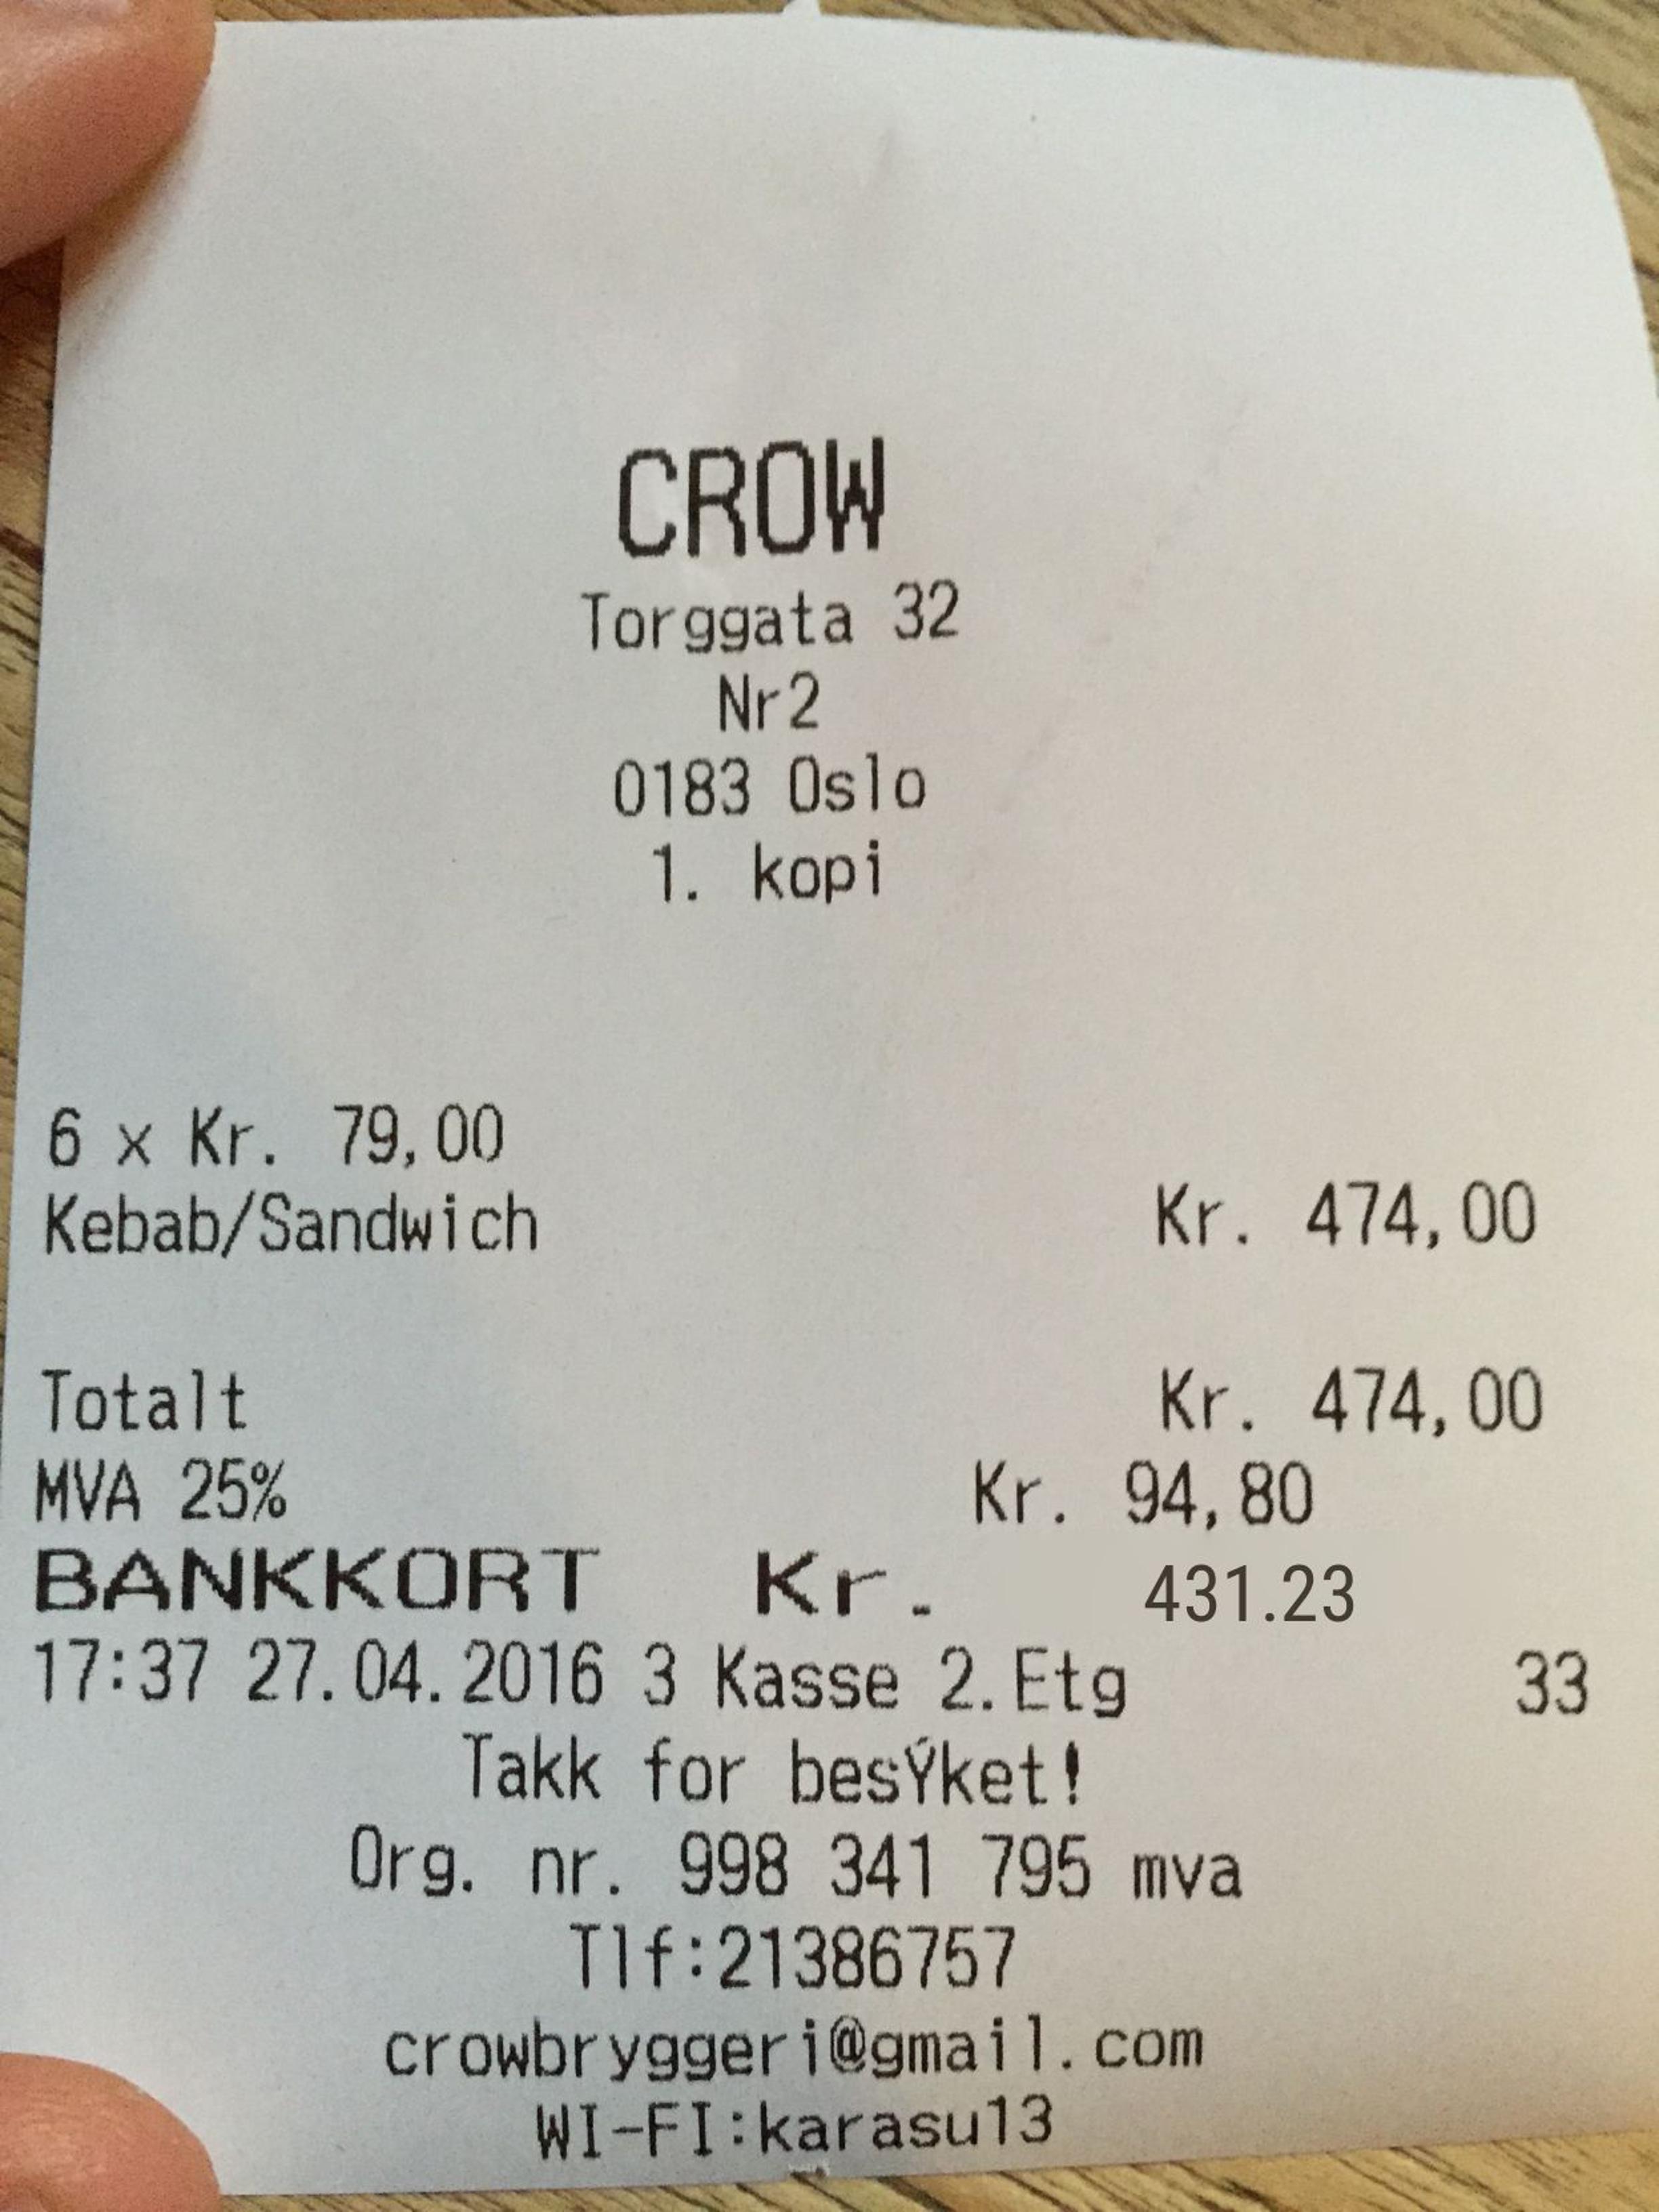 CROW
Torggata 32
Nr2
0183 Oslo
1. kopi
6 x Kr. 79,00
Kebab/Sandwich Kr. 474,00
Totalt Kr. 474,00
MVA 25% Kr. 94,80
BANKKORT Kr. 431.23
17:37 27.04.2016 3 Kasse 2.Etg 33
Takk for besÝket!
Org. nr. 998 341 795 mva
Tlf:21386757
crowbryggeri@gmail.com
WI-FI:karasu13